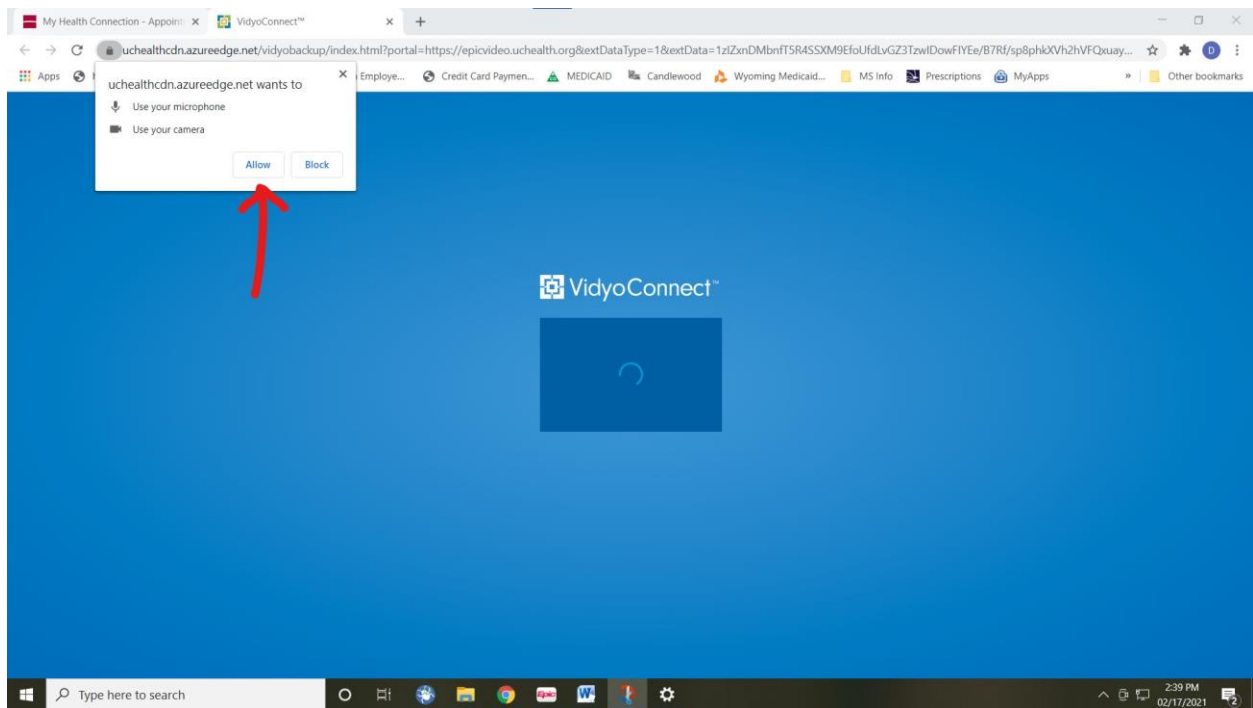 My Health Connection - Appoint
VidyoConnect™
uchealthcdn.azureedge.net/vidyobackup/index.html?portal=https://epicvideo.uchealth.org&extDataType=1&extData=
Apps
Employe...
Credit Card Paymen...
MEDICAID
Candlewood
Wyoming Medicaid...
MS Info
Prescriptions
MyApps
»
Other bookmarks
D
uchealthcdn.azureedge.net wants to
Use your microphone
Use your camera
Allow
Block
VidyoConnect™
Type here to search
Epic
W
2:39 PM
02/17/2021
2